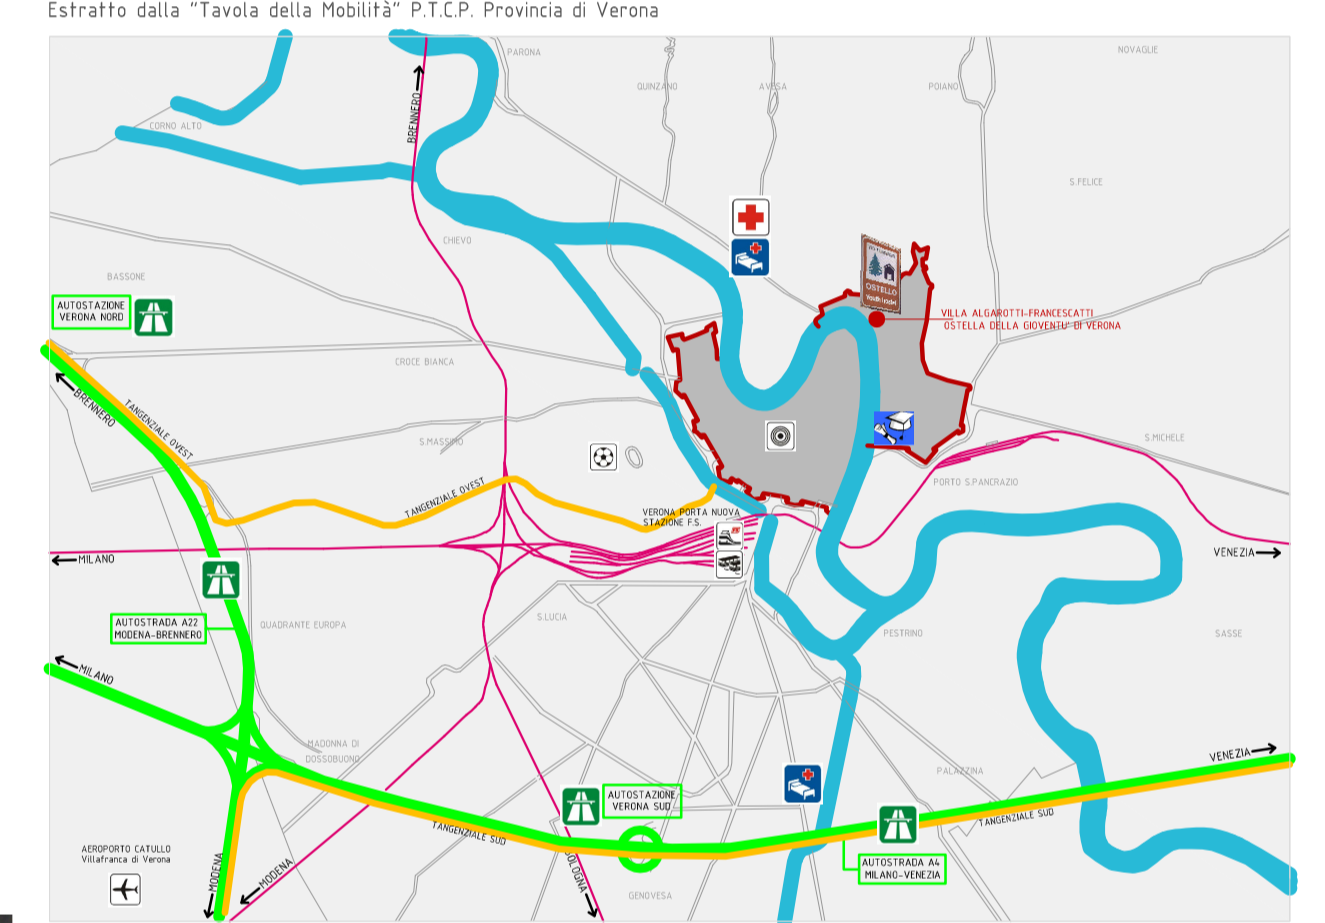 Estratto dalla "Tavola della Mobilità" P.T.C.P. Provincia di Verona
PARONA
NOVAGLIE
QUINZANO
AVESA
POIANO
BRENNERO
CORNO ALTO
S.FELICE
CHIEVO
BASSONE
OSTELLO
Youth hostel
AUTOSTAZIONE
VERONA NORD
VILLA ALGAROTTI-FRANCESCATTI
OSTELLA DELLA GIOVENTU' DI VERONA
CROCE BIANCA
BRENNERO
TANGENZIALE OVEST
S.MASSIMO
S.MICHELE
TANGENZIALE OVEST
PORTO S.PANCRAZIO
VERONA PORTA NUOVA
STAZIONE F.S.
MILANO
VENEZIA
AUTOSTRADA A22
MODENA-BRENNERO
QUADRANTE EUROPA
S.LUCIA
PESTRINO
SASSE
MILANO
MADONNA DI
DOSSOBUONO
VENEZIA
PALAZZINA
AUTOSTAZIONE
VERONA SUD
TANGENZIALE SUD
TANGENZIALE SUD
AEROPORTO CATULLO
Villafranca di Verona
MODENA
MODENA
BOLOGNA
AUTOSTRADA A4
MILANO-VENEZIA
GENOVESA